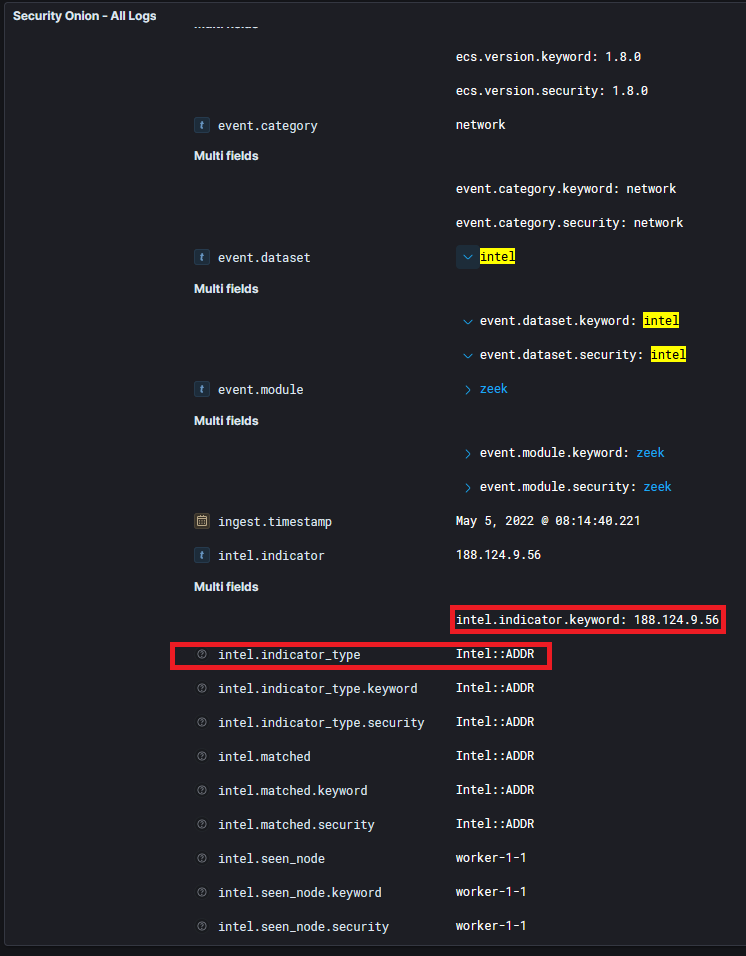 Security Onion - All Logs
Multi fields
ecs.version.keyword: 1.8.0
ecs.version.security: 1.8.0
t event.category network
Multi fields
event.category.keyword: network
event.category.security: network
t event.dataset intel
Multi fields
event.dataset.keyword: intel
event.dataset.security: intel
t event.module zeek
Multi fields
event.module.keyword: zeek
event.module.security: zeek
ingest.timestamp May 5, 2022 @ 08:14:40.221
t intel.indicator 188.124.9.56
Multi fields
intel.indicator.keyword: 188.124.9.56
intel.indicator_type Intel::ADDR
intel.indicator_type.keyword Intel::ADDR
intel.indicator_type.security Intel::ADDR
intel.matched Intel::ADDR
intel.matched.keyword Intel::ADDR
intel.matched.security Intel::ADDR
intel.seen_node worker-1-1
intel.seen_node.keyword worker-1-1
intel.seen_node.security worker-1-1